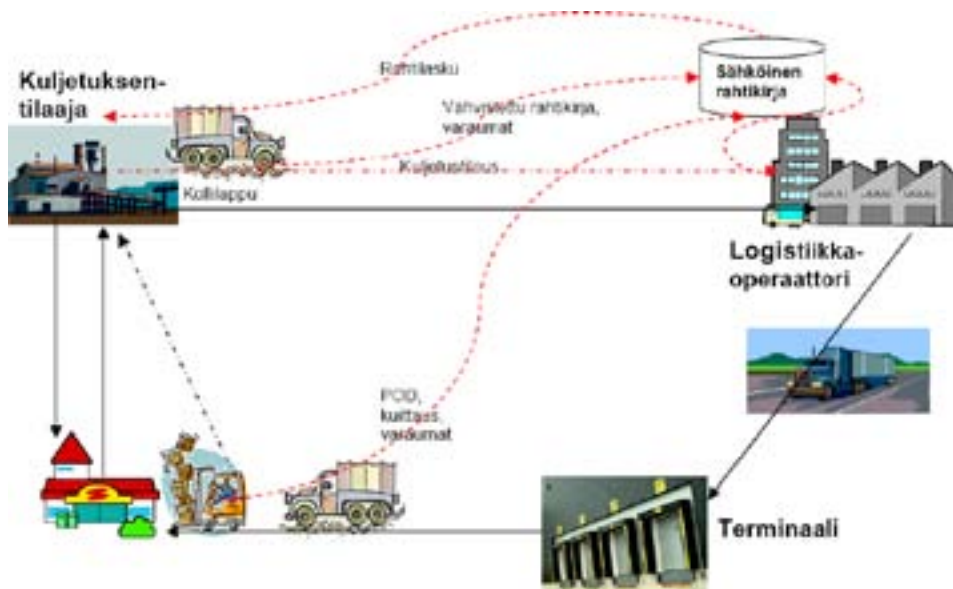 Rahtilasku
Sähköinen
rahtikirja
Kuljetuksen-
tilaaja
Vahvistettu rahtikirja,
varaumat
Kuljetustilaus
Kollilappu
Logistiikka-
operaattori
POD,
kuittaus,
varaumat
Terminaali